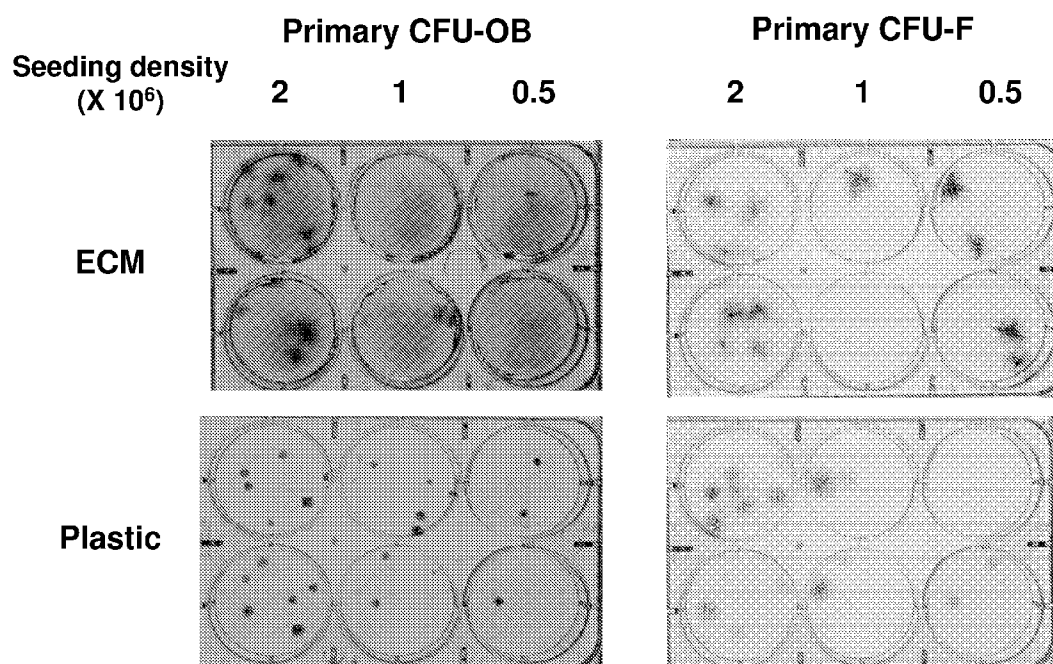 Primary CFU-OB Primary CFU-F
Seeding density
(X 10⁶) 2 1 0.5 2 1 0.5
ECM
Plastic